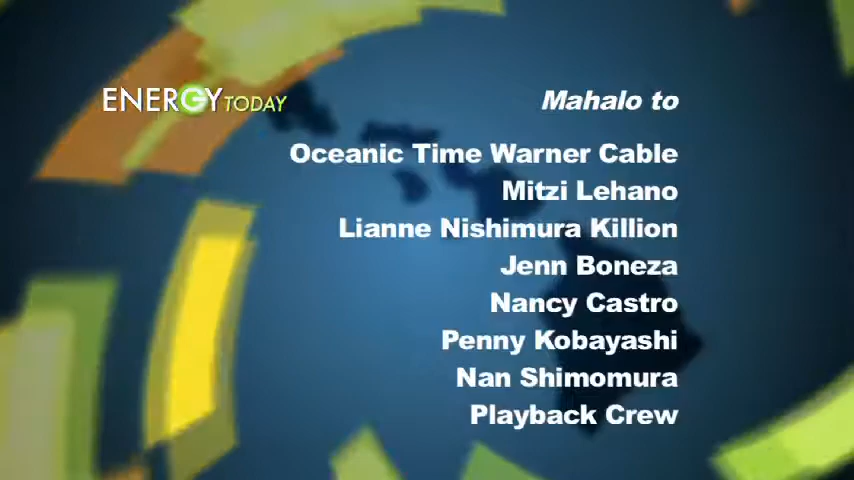 ENERGY TODAY
Mahalo to
Oceanic Time Warner Cable
Mitzi Lehano
Lianne Nishimura Killion
Jenn Boneza
Nancy Castro
Penny Kobayashi
Nan Shimomura
Playback Crew